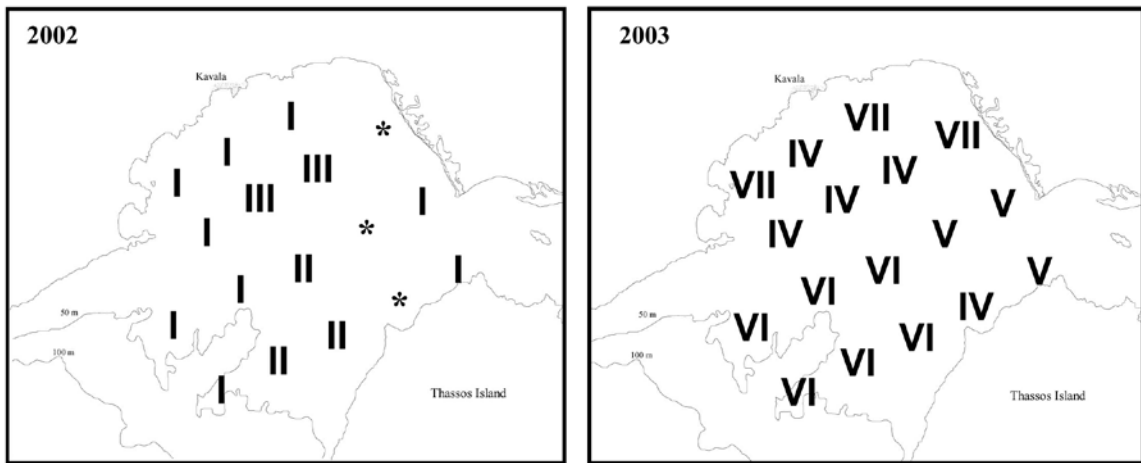 2002
Kavala
I
*
I
III
I
III
I
I
*
II
I
I
*
50 m
I
II
100 m
II
I
Thassos Island
2003
Kavala
VII
VII
IV
IV
VII
IV
V
IV
V
VI
V
VI
IV
50 m
VI
VI
100 m
VI
VI
Thassos Island